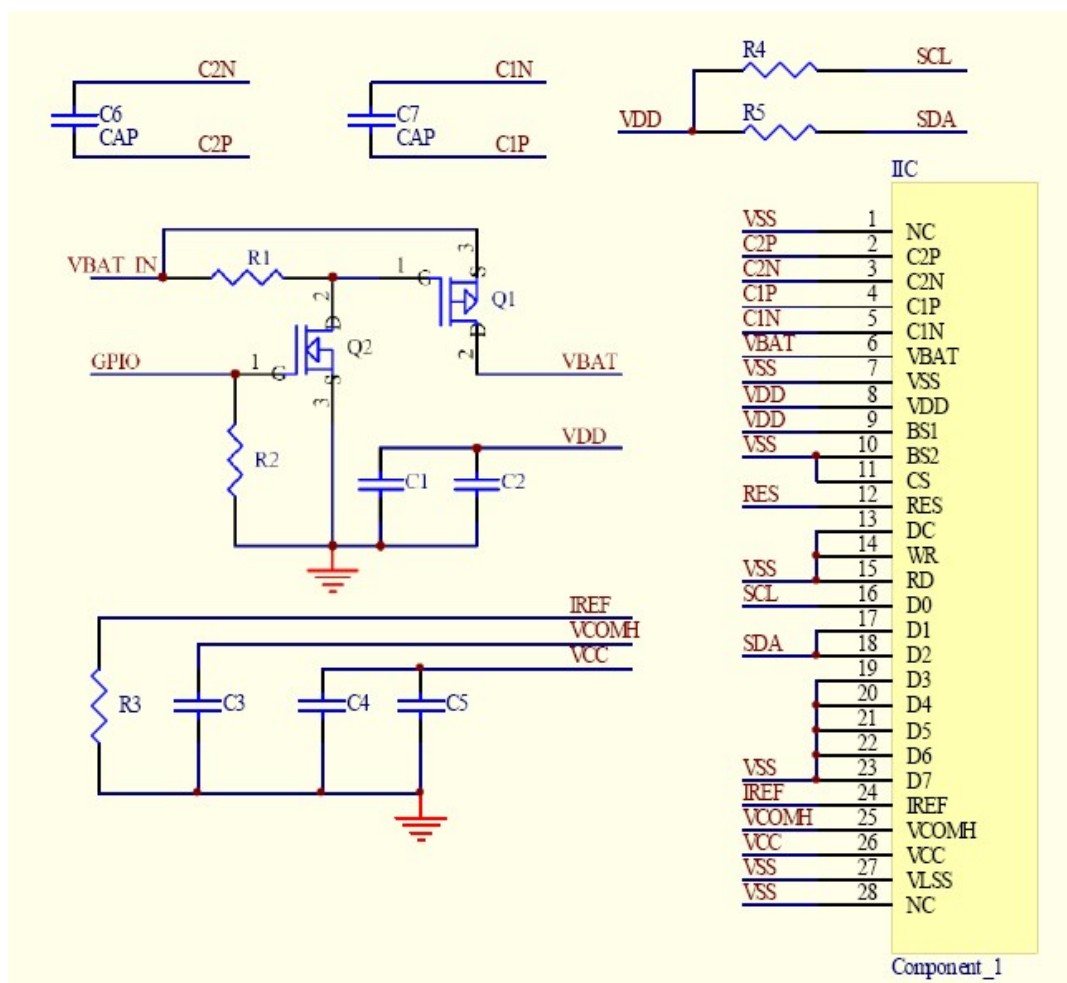 C2N
C6
CAP
C2P
C1N
C7
CAP
C1P
R4
SCL
VDD
R5
SDA
VBAT IN
R1
1
G
3
S
Q1
D
2
VBAT
GPIO
1
G
2
D
Q2
S
3
R2
VDD
C1
C2
IREF
VCOMH
VCC
R3
C3
C4
C5
IIC
VSS 1 NC
C2P 2 C2P
C2N 3 C2N
C1P 4 C1P
C1N 5 C1N
VBAT 6 VBAT
VSS 7 VSS
VDD 8 VDD
VDD 9 BS1
VSS 10 BS2
11 CS
RES 12 RES
13 DC
14 WR
VSS 15 RD
SCL 16 D0
17 D1
SDA 18 D2
19 D3
20 D4
21 D5
22 D6
VSS 23 D7
IREF 24 IREF
VCOMH 25 VCOMH
VCC 26 VCC
VSS 27 VLSS
VSS 28 NC
Component_1